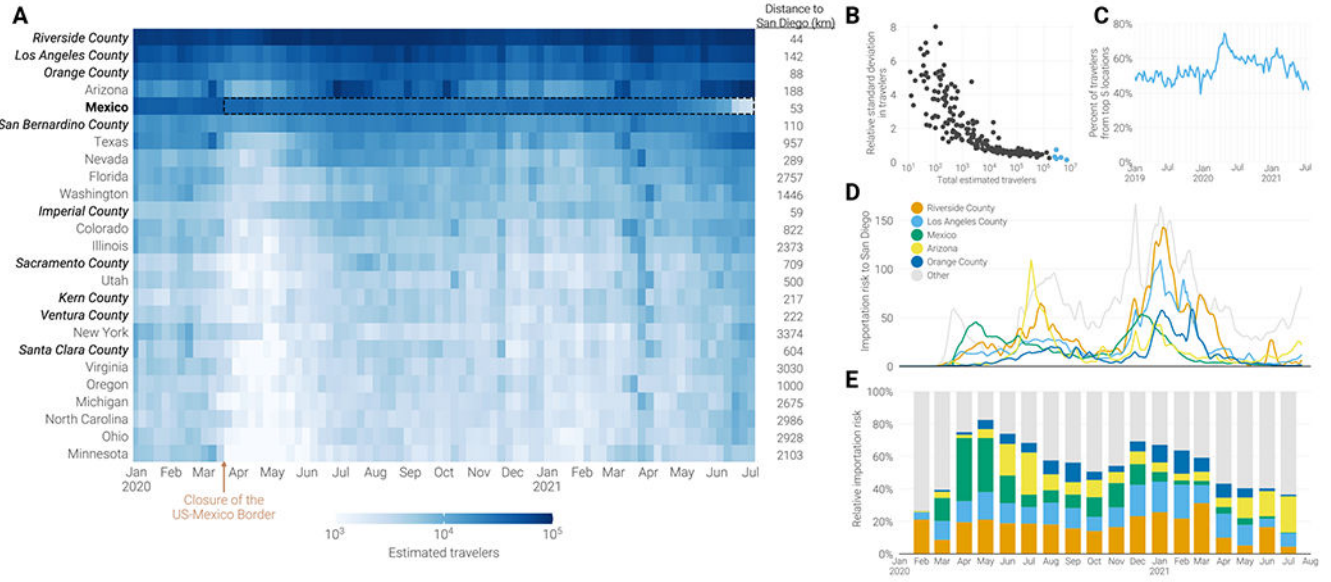 A
Distance to
San Diego (km)
Riverside County 44
Los Angeles County 142
Orange County 88
Arizona 188
Mexico 53
San Bernardino County 110
Texas 957
Nevada 289
Florida 2757
Washington 1446
Imperial County 59
Colorado 822
Illinois 2373
Sacramento County 709
Utah 500
Kern County 217
Ventura County 222
New York 3374
Santa Clara County 604
Virginia 3030
Oregon 1000
Michigan 2675
North Carolina 2986
Ohio 2928
Minnesota 2103
Jan Feb Mar Apr May Jun Jul Aug Sep Oct Nov Dec Jan Feb Mar Apr May Jun Jul
2020 2021
Closure of the
US-Mexico Border
10³ 10⁴ 10⁵
Estimated travelers
B
Relative standard deviation
in travelers
8
6
4
2
0
10¹ 10² 10³ 10⁴ 10⁵ 10⁶ 10⁷
Total estimated travelers
C
Percent of travelers
from top 5 locations
80%
60%
40%
20%
0%
Jan Jul Jan Jul Jan Jul
2019 2020 2021
D
Importation risk to San Diego
150
100
50
0
Riverside County
Los Angeles County
Mexico
Arizona
Orange County
Other
E
Relative importation risk
100%
80%
60%
40%
20%
0%
Jan Feb Mar Apr May Jun Jul Aug Sep Oct Nov Dec Jan Feb Mar Apr May Jun Jul Aug
2020 2021